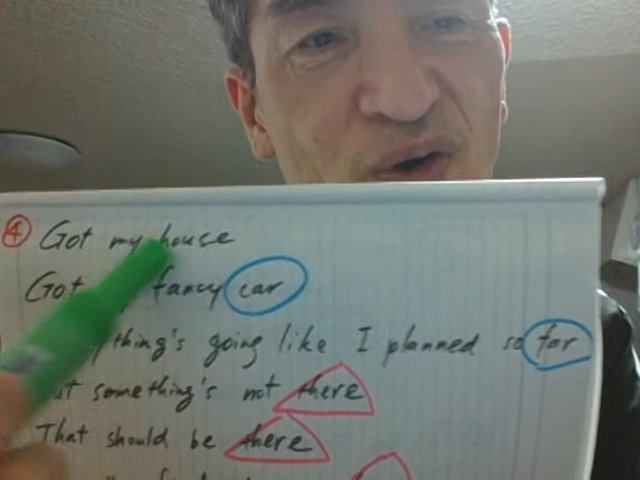 ④ Got my house
Got fancy car
thing's going like I planned so far
something's not there
That should be there